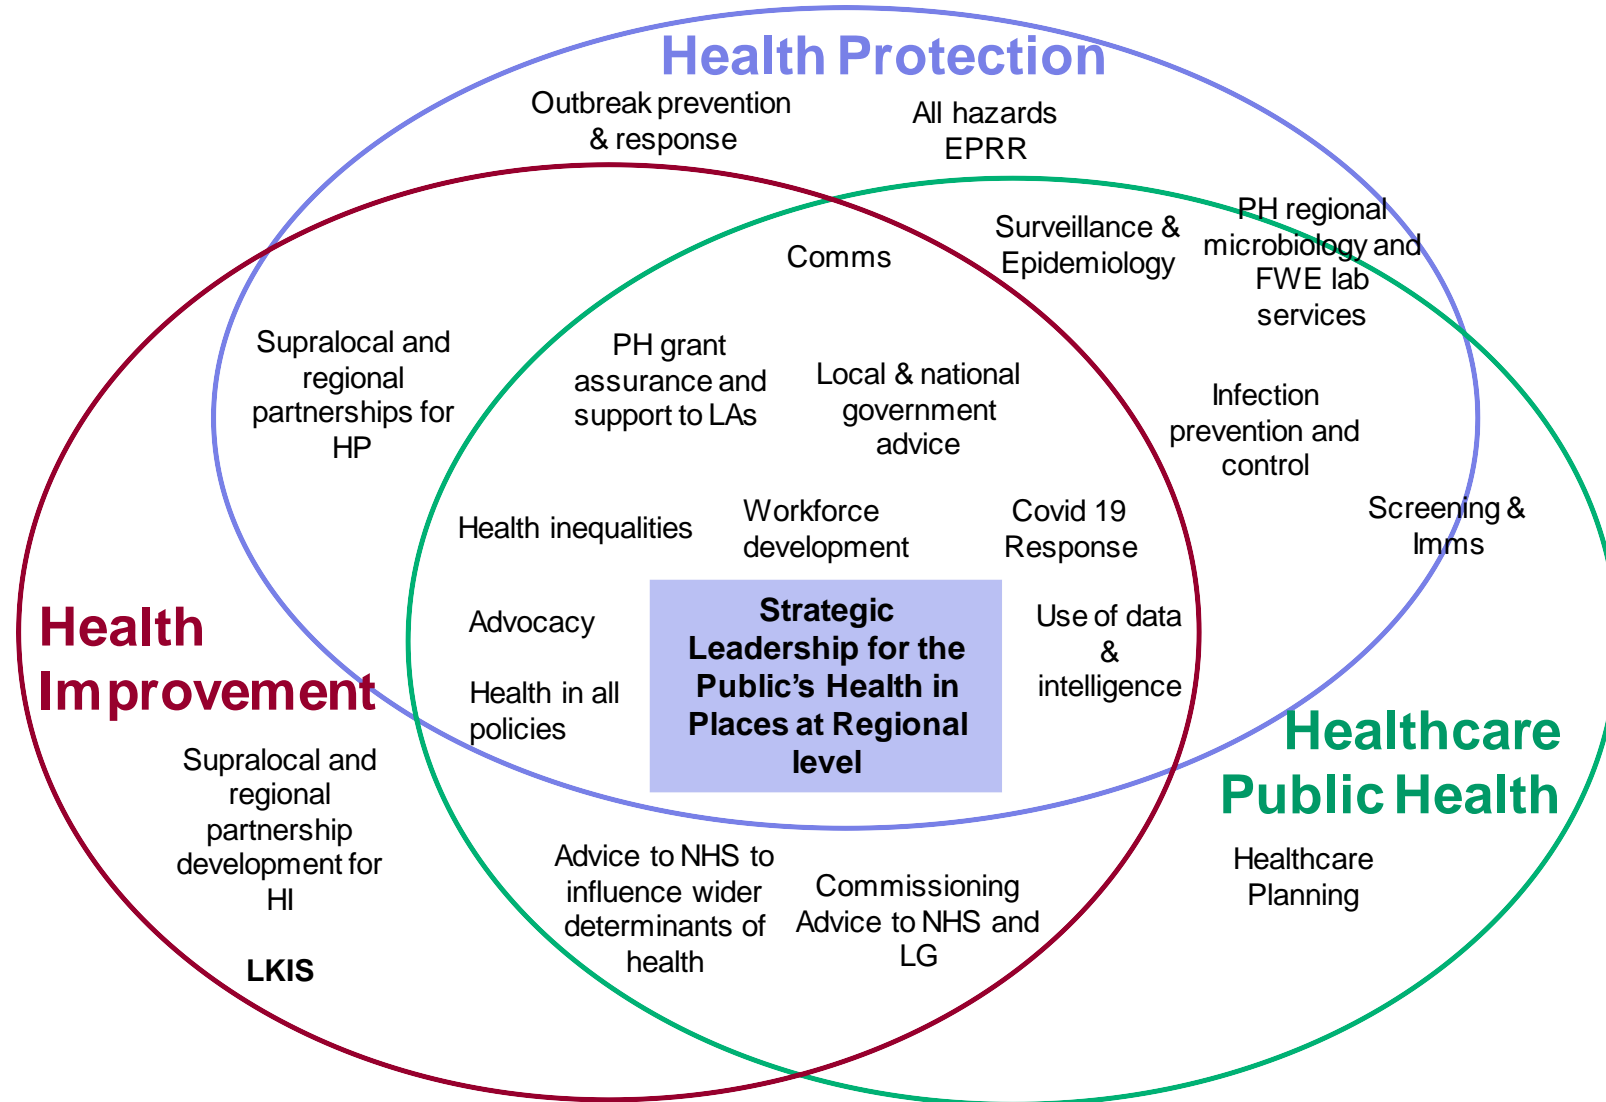 Health Protection
Outbreak prevention
& response
All hazards
EPRR
Comms
Surveillance &
Epidemiology
PH regional
microbiology and
FWE lab
services
Supralocal and
regional
partnerships for
HP
PH grant
assurance and
support to LAs
Local & national
government
advice
Infection
prevention and
control
Health inequalities
Workforce
development
Covid 19
Response
Screening &
Imms
Health
Improvement
Advocacy
Health in all
policies
Strategic
Leadership for the
Public’s Health in
Places at Regional
level
Use of data
&
intelligence
Healthcare
Public Health
Supralocal and
regional
partnership
development for
HI
LKIS
Advice to NHS to
influence wider
determinants of
health
Commissioning
Advice to NHS and
LG
Healthcare
Planning